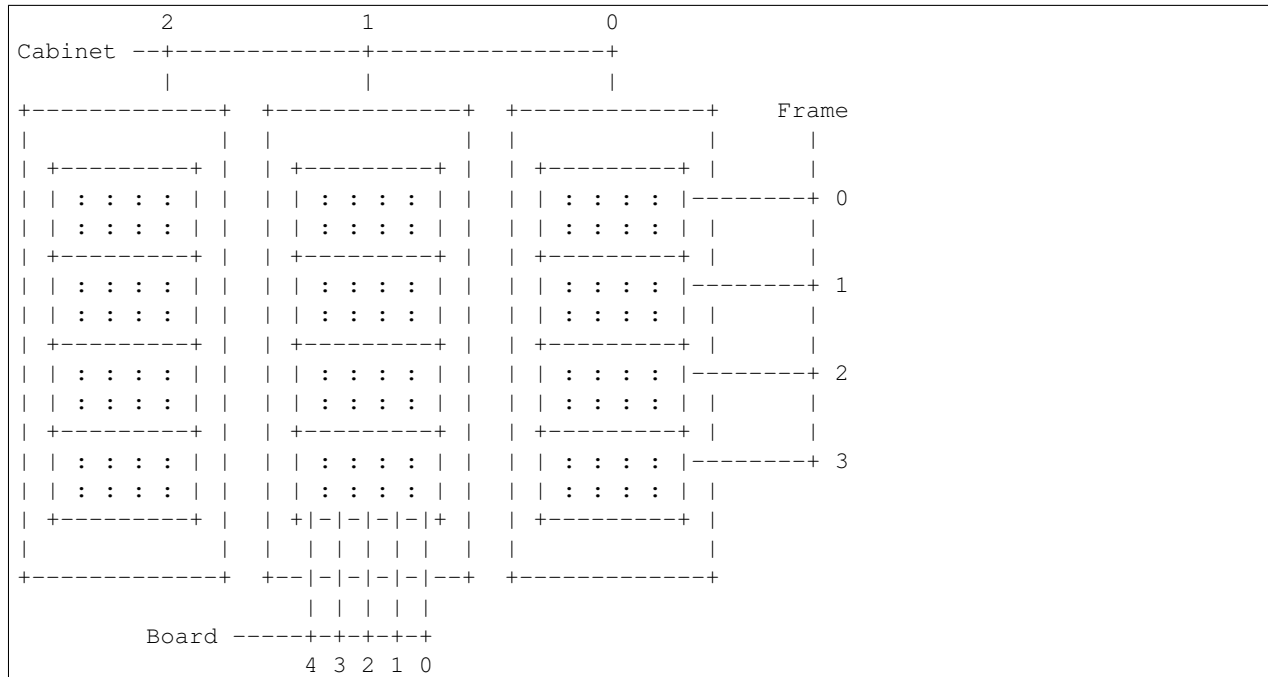 2 1 0
Cabinet --+-------------+----------------+
| | |
+-------------+ +-------------+ +-------------+ Frame
| | | | | | |
| +---------+ | | +---------+ | | +---------+ | |
| | : : : : | | | | : : : : | | | | : : : : |--------+ 0
| | : : : : | | | | : : : : | | | | : : : : | | |
| +---------+ | | +---------+ | | +---------+ | |
| | : : : : | | | | : : : : | | | | : : : : |--------+ 1
| | : : : : | | | | : : : : | | | | : : : : | | |
| +---------+ | | +---------+ | | +---------+ | |
| | : : : : | | | | : : : : | | | | : : : : |--------+ 2
| | : : : : | | | | : : : : | | | | : : : : | | |
| +---------+ | | +---------+ | | +---------+ | |
| | : : : : | | | | : : : : | | | | : : : : |--------+ 3
| | : : : : | | | | : : : : | | | | : : : : | |
| +---------+ | | +|-|-|-|-|+ | | +---------+ |
| | | | | | | | | | |
+-------------+ +--|-|-|-|-|--+ +-------------+
| | | | |
Board -----+-+-+-+-+
4 3 2 1 0